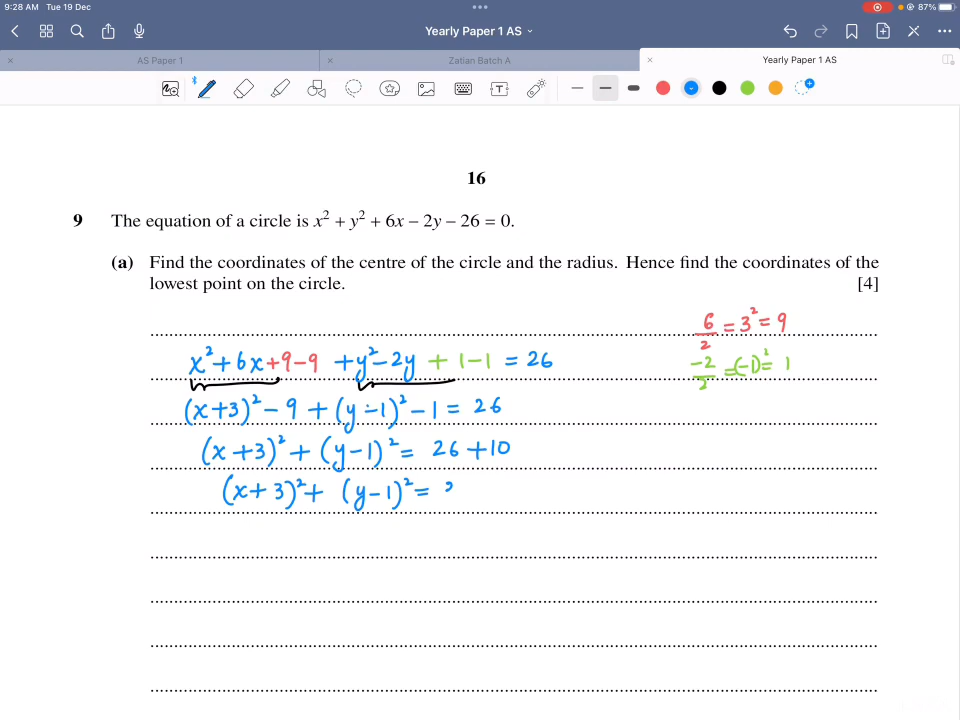 9:28 AM Tue 19 Dec
87%
Yearly Paper 1 AS
AS Paper 1
Zatian Batch A
Yearly Paper 1 AS
16
9 The equation of a circle is x² + y² + 6x − 2y − 26 = 0.
(a) Find the coordinates of the centre of the circle and the radius. Hence find the coordinates of the
lowest point on the circle. [4]
6/2 = 3² = 9
x² + 6x + 9 − 9 + y² − 2y + 1 − 1 = 26
−2/2 = (−1)² = 1
(x + 3)² − 9 + (y − 1)² − 1 = 26
(x + 3)² + (y − 1)² = 26 + 10
(x + 3)² + (y − 1)² =